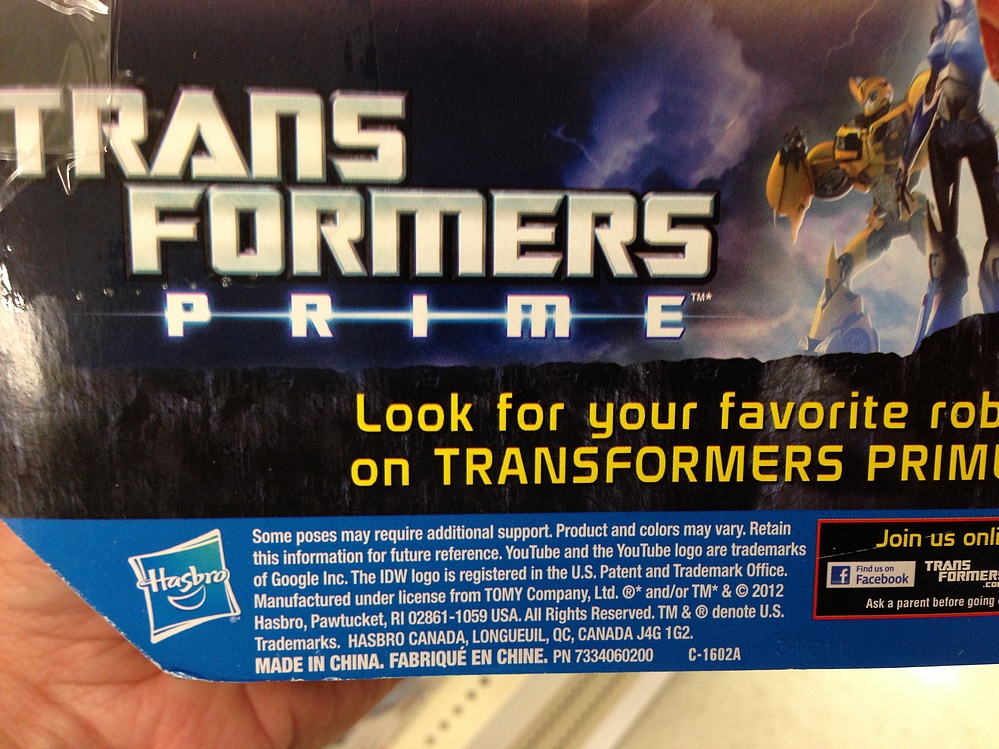 TRANS
FORMERS
PRIME™*
Look for your favorite rob
on TRANSFORMERS PRIM
Hasbro®
Some poses may require additional support. Product and colors may vary. Retain
this information for future reference. YouTube and the YouTube logo are trademarks
of Google Inc. The IDW logo is registered in the U.S. Patent and Trademark Office.
Manufactured under license from TOMY Company, Ltd. ®* and/or TM* & © 2012
Hasbro, Pawtucket, RI 02861-1059 USA. All Rights Reserved. TM & ® denote U.S.
Trademarks. HASBRO CANADA, LONGUEUIL, QC, CANADA J4G 1G2.
MADE IN CHINA. FABRIQUÉ EN CHINE. PN 7334060200 C-1602A
Join us onli
f Find us on
Facebook
TRANS
FORMERS
.co
Ask a parent before going